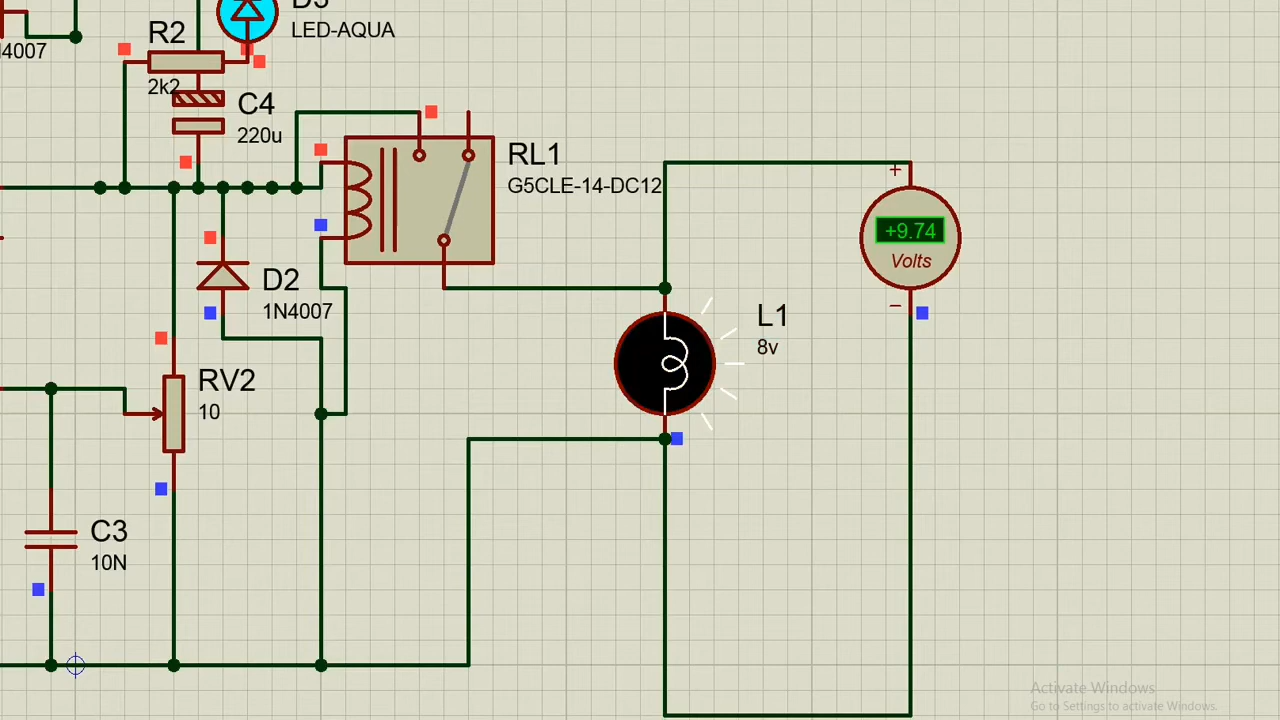 D3
LED-AQUA
R2
4007
2k2
C4
220u
RL1
G5CLE-14-DC12
+
+9.74
Volts
−
D2
1N4007
L1
8v
RV2
10
C3
10N
Activate Windows
Go to Settings to activate Windows.